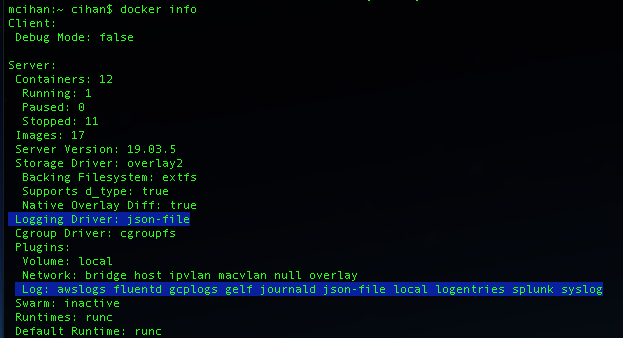 mcihan:~ cihan$ docker info
Client:
 Debug Mode: false

Server:
 Containers: 12
  Running: 1
  Paused: 0
  Stopped: 11
 Images: 17
 Server Version: 19.03.5
 Storage Driver: overlay2
  Backing Filesystem: extfs
  Supports d_type: true
  Native Overlay Diff: true
 Logging Driver: json-file
 Cgroup Driver: cgroupfs
 Plugins:
  Volume: local
  Network: bridge host ipvlan macvlan null overlay
  Log: awslogs fluentd gcplogs gelf journald json-file local logentries splunk syslog
 Swarm: inactive
 Runtimes: runc
 Default Runtime: runc